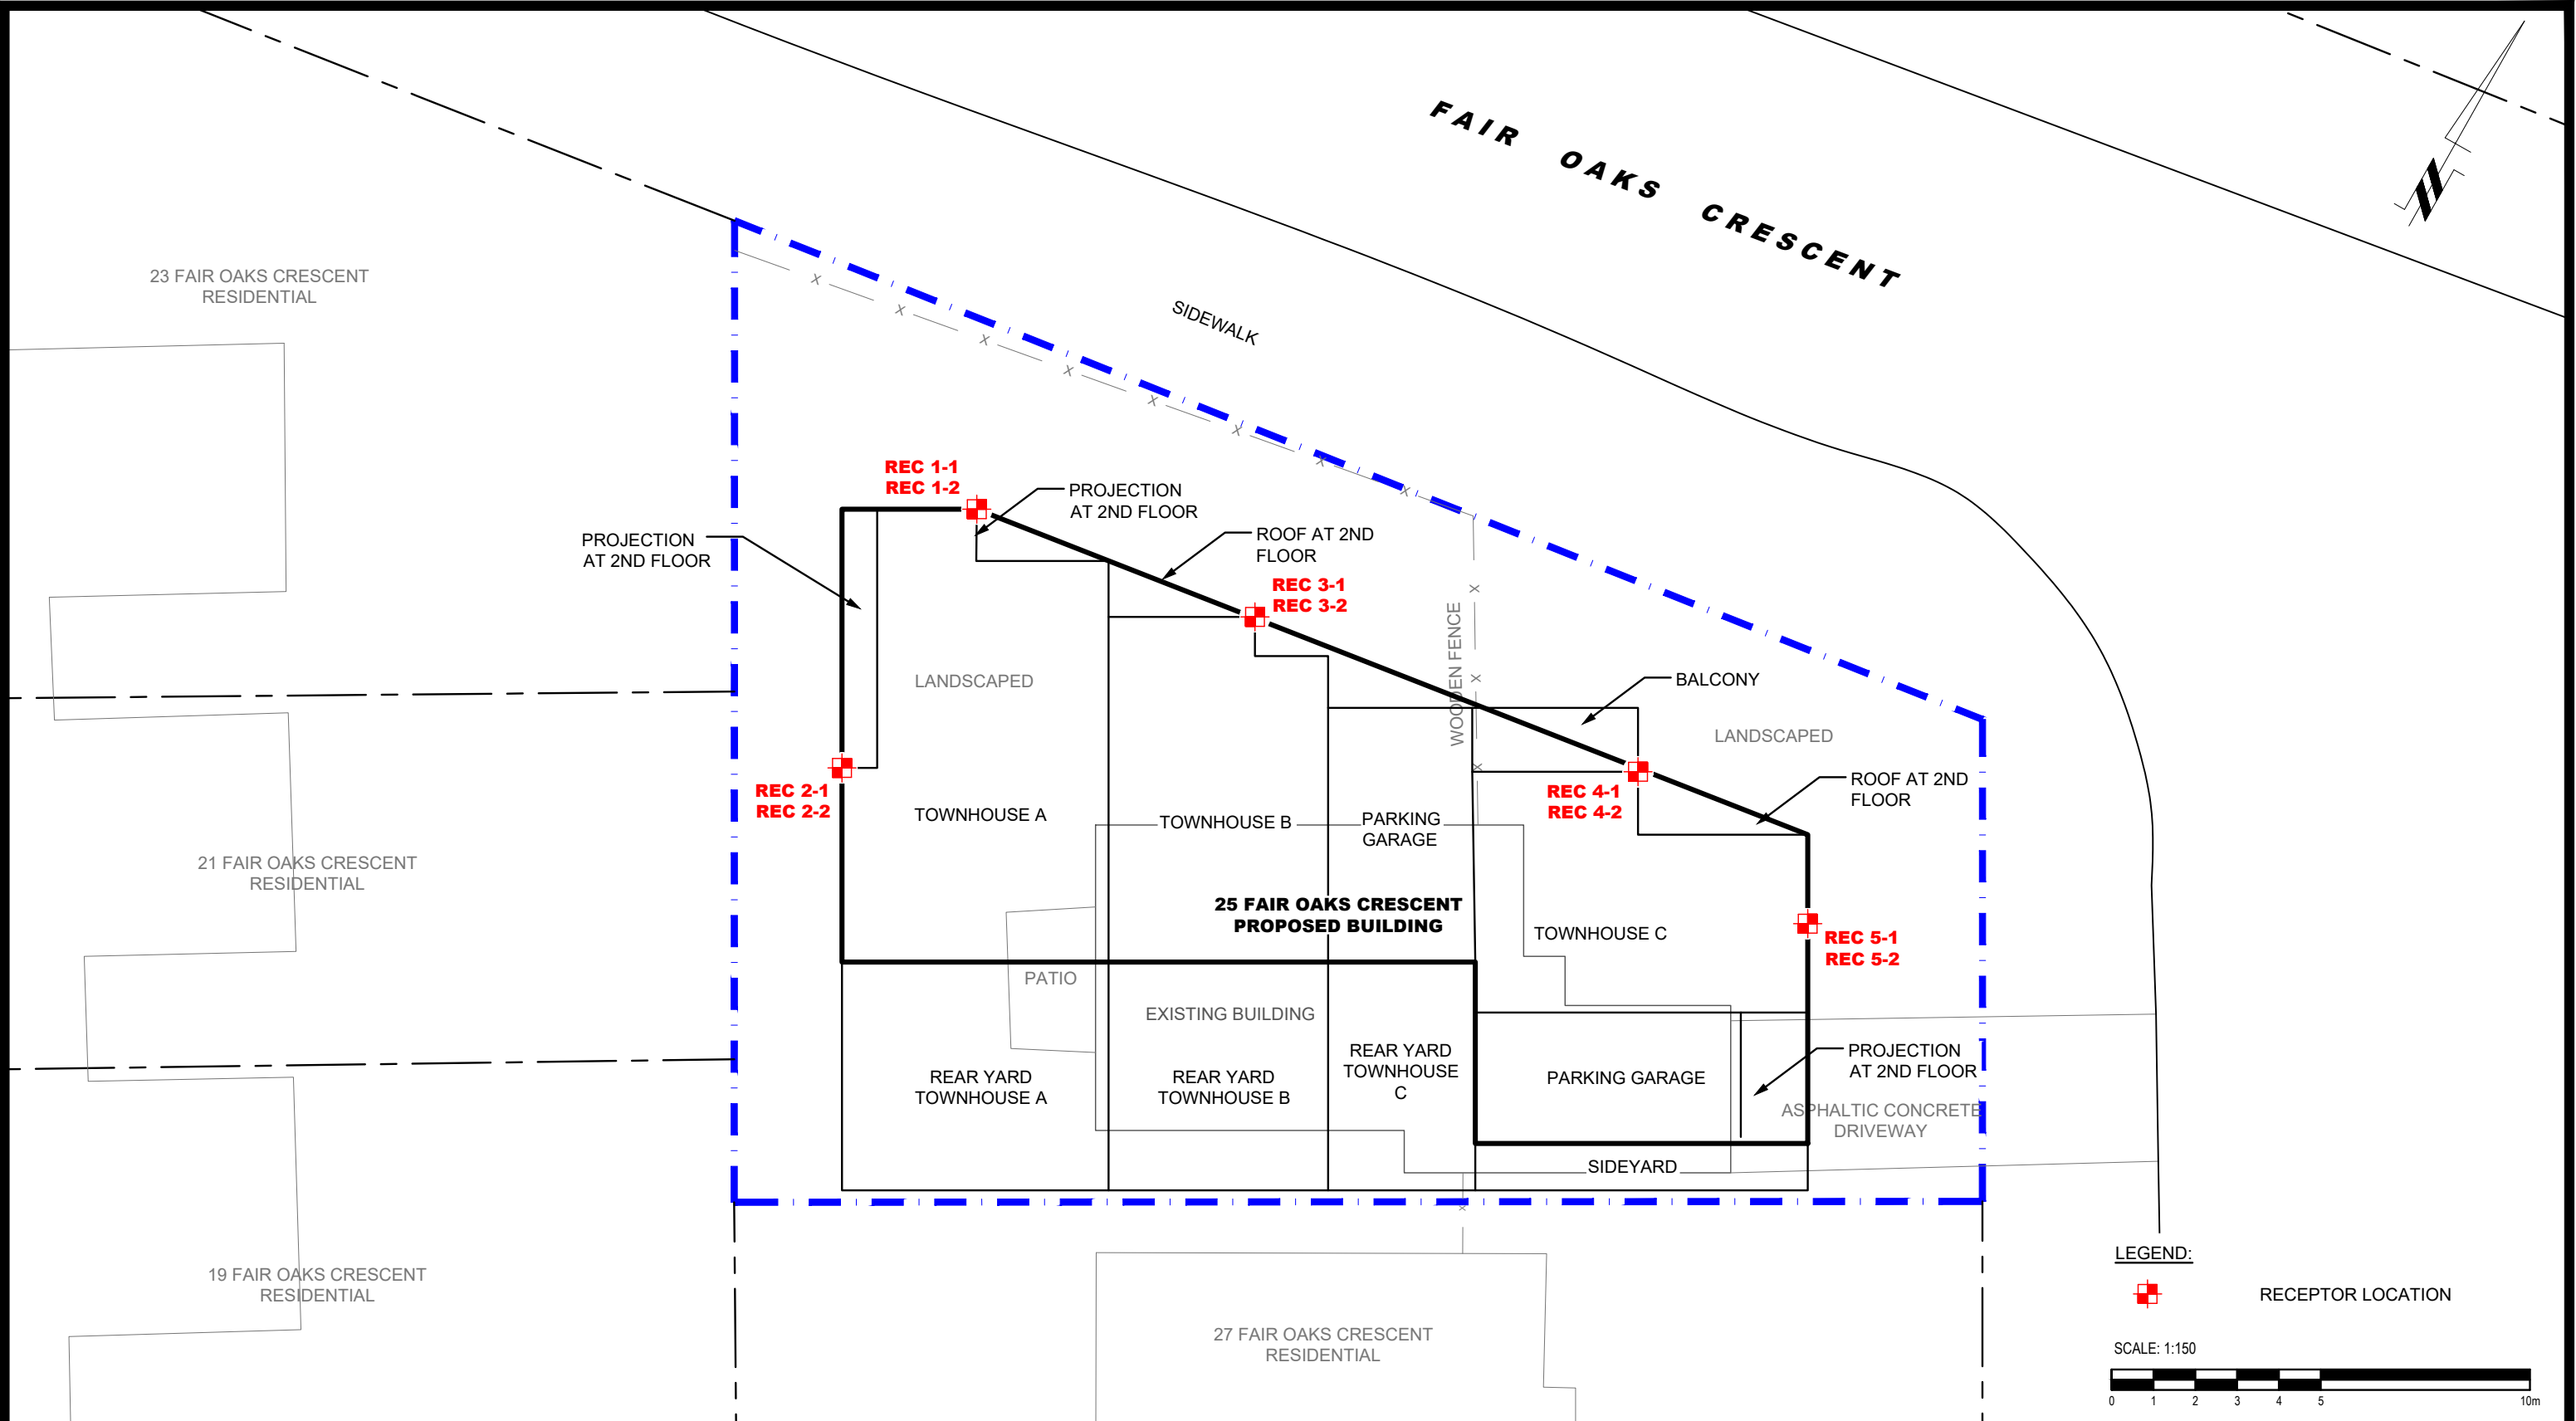 FAIR OAKS CRESCENT
N
SIDEWALK
23 FAIR OAKS CRESCENT
RESIDENTIAL
REC 1-1
REC 1-2
PROJECTION
AT 2ND FLOOR
PROJECTION
AT 2ND FLOOR
ROOF AT 2ND
FLOOR
REC 3-1
REC 3-2
WOODEN FENCE
LANDSCAPED
BALCONY
LANDSCAPED
REC 2-1
REC 2-2
TOWNHOUSE A
TOWNHOUSE B
PARKING
GARAGE
REC 4-1
REC 4-2
ROOF AT 2ND
FLOOR
21 FAIR OAKS CRESCENT
RESIDENTIAL
25 FAIR OAKS CRESCENT
PROPOSED BUILDING
TOWNHOUSE C
REC 5-1
REC 5-2
PATIO
EXISTING BUILDING
REAR YARD
TOWNHOUSE A
REAR YARD
TOWNHOUSE B
REAR YARD
TOWNHOUSE
C
PARKING GARAGE
PROJECTION
AT 2ND FLOOR
ASPHALTIC CONCRETE
DRIVEWAY
SIDEYARD
19 FAIR OAKS CRESCENT
RESIDENTIAL
27 FAIR OAKS CRESCENT
RESIDENTIAL
LEGEND:
RECEPTOR LOCATION
SCALE: 1:150
0 1 2 3 4 5 10m